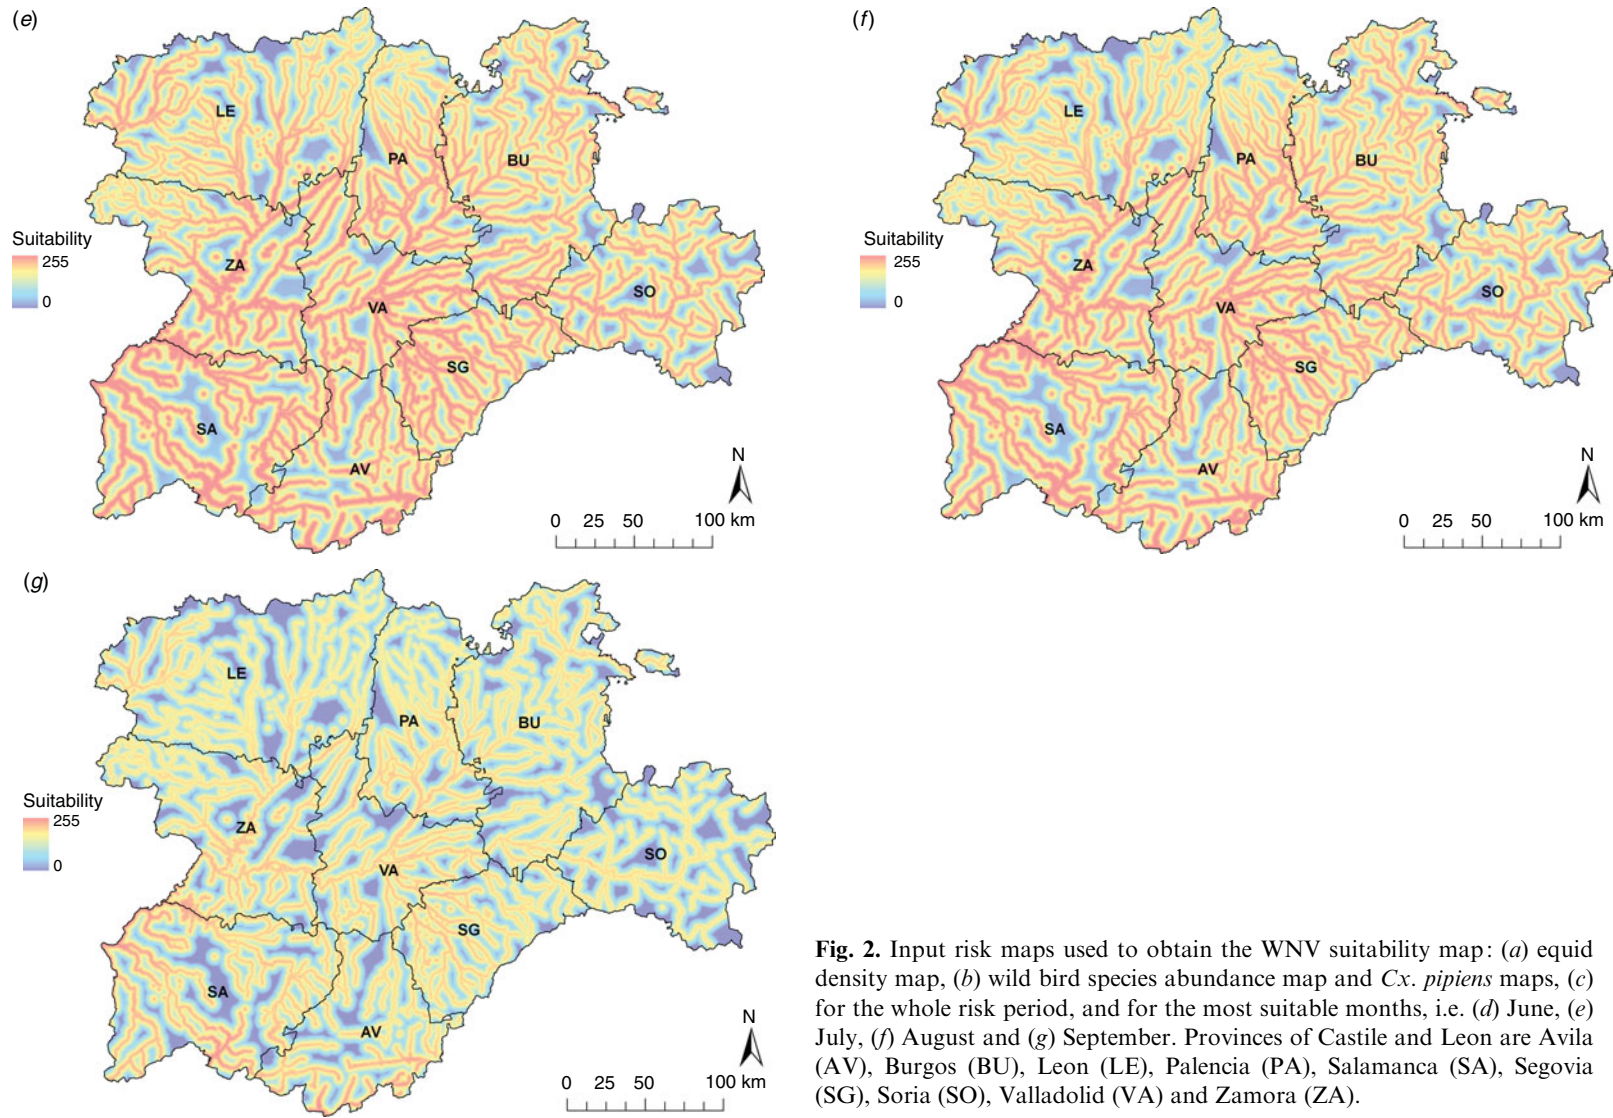 (e)
LE
PA
BU
Suitability
255
0
ZA
VA
SO
SG
SA
AV
N
0 25 50 100 km
(f)
LE
PA
BU
Suitability
255
0
ZA
VA
SO
SG
SA
AV
N
0 25 50 100 km
(g)
LE
PA
BU
Suitability
255
0
ZA
VA
SO
SG
SA
AV
N
0 25 50 100 km
Fig. 2. Input risk maps used to obtain the WNV suitability map: (a) equid
density map, (b) wild bird species abundance map and Cx. pipiens maps, (c)
for the whole risk period, and for the most suitable months, i.e. (d) June, (e)
July, (f) August and (g) September. Provinces of Castile and Leon are Avila
(AV), Burgos (BU), Leon (LE), Palencia (PA), Salamanca (SA), Segovia
(SG), Soria (SO), Valladolid (VA) and Zamora (ZA).